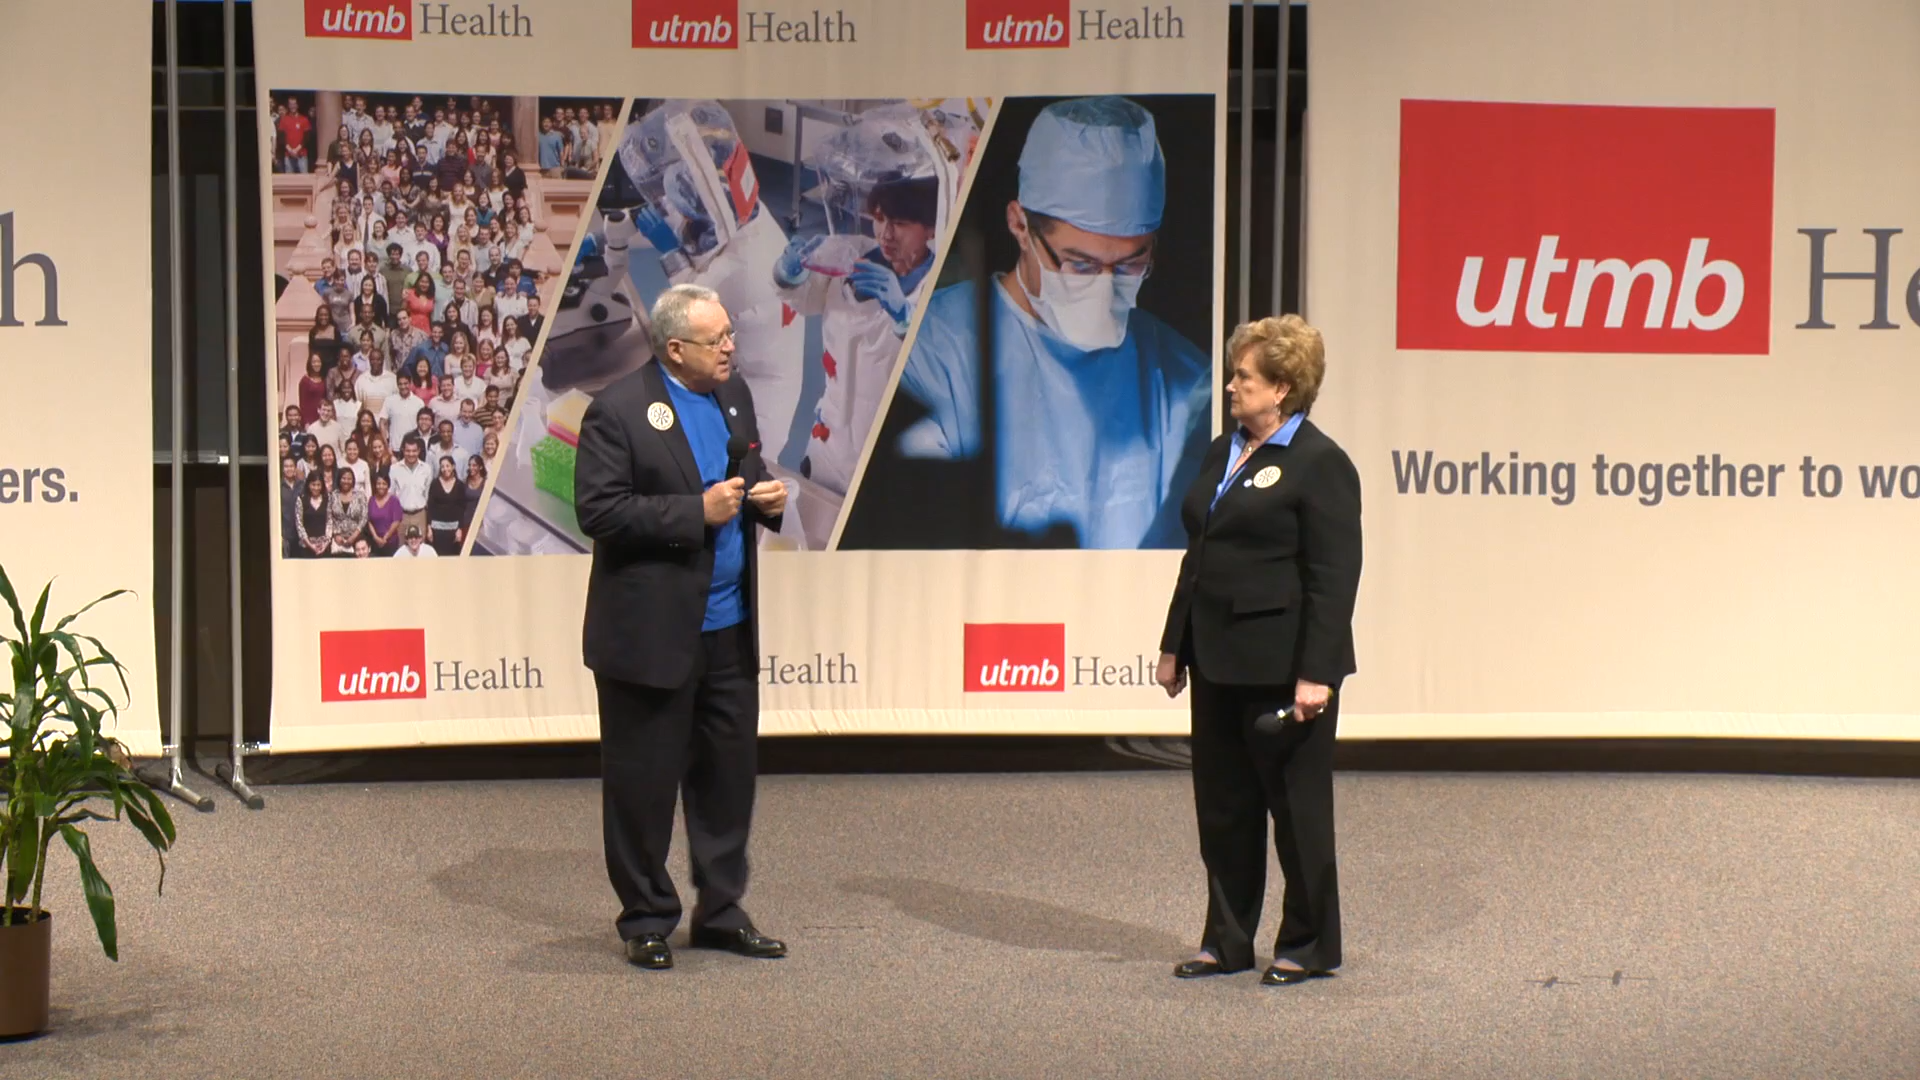 utmb Health
utmb Health
utmb Health
h
ers.
utmb He
Working together to wo
utmb Health
Health
utmb Healt